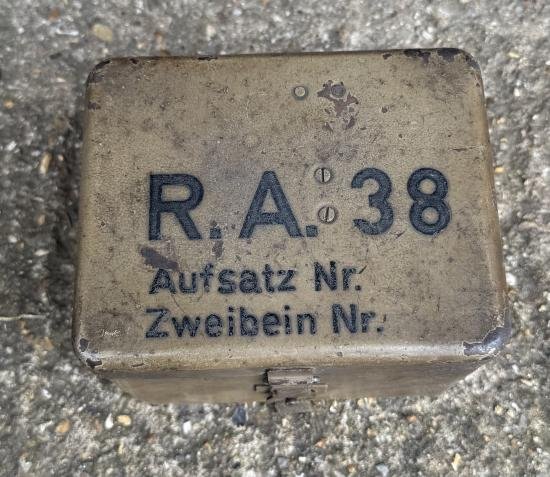 R.A. 38
Aufsatz Nr.
Zweibein Nr.